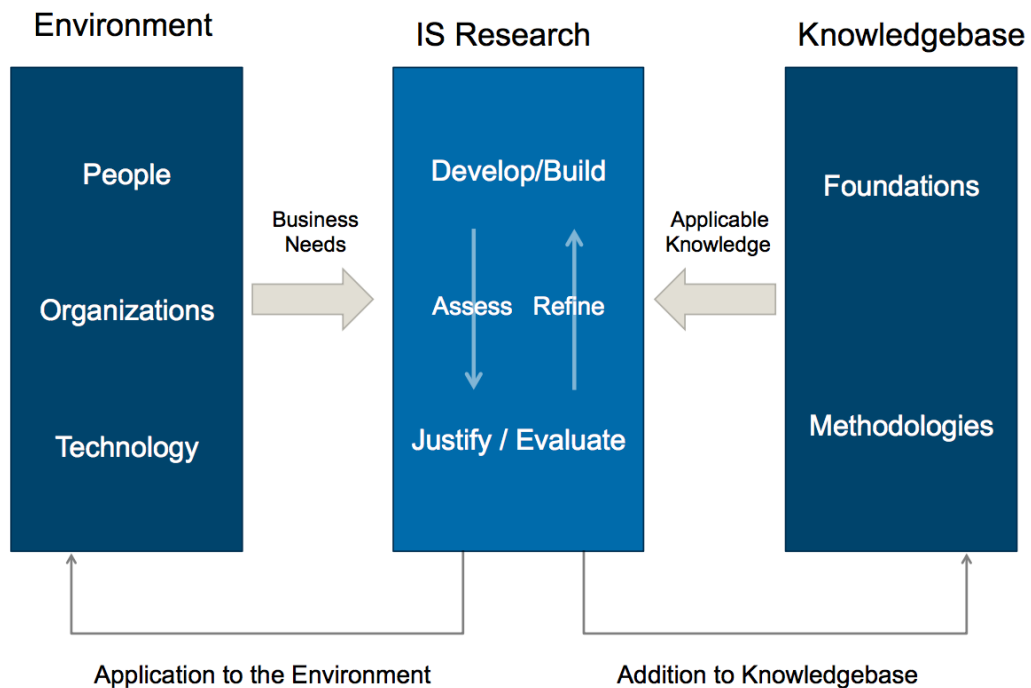 Environment
IS Research
Knowledgebase
People
Organizations
Technology
Business
Needs
Develop/Build
Assess
Refine
Justify / Evaluate
Applicable
Knowledge
Foundations
Methodologies
Application to the Environment
Addition to Knowledgebase